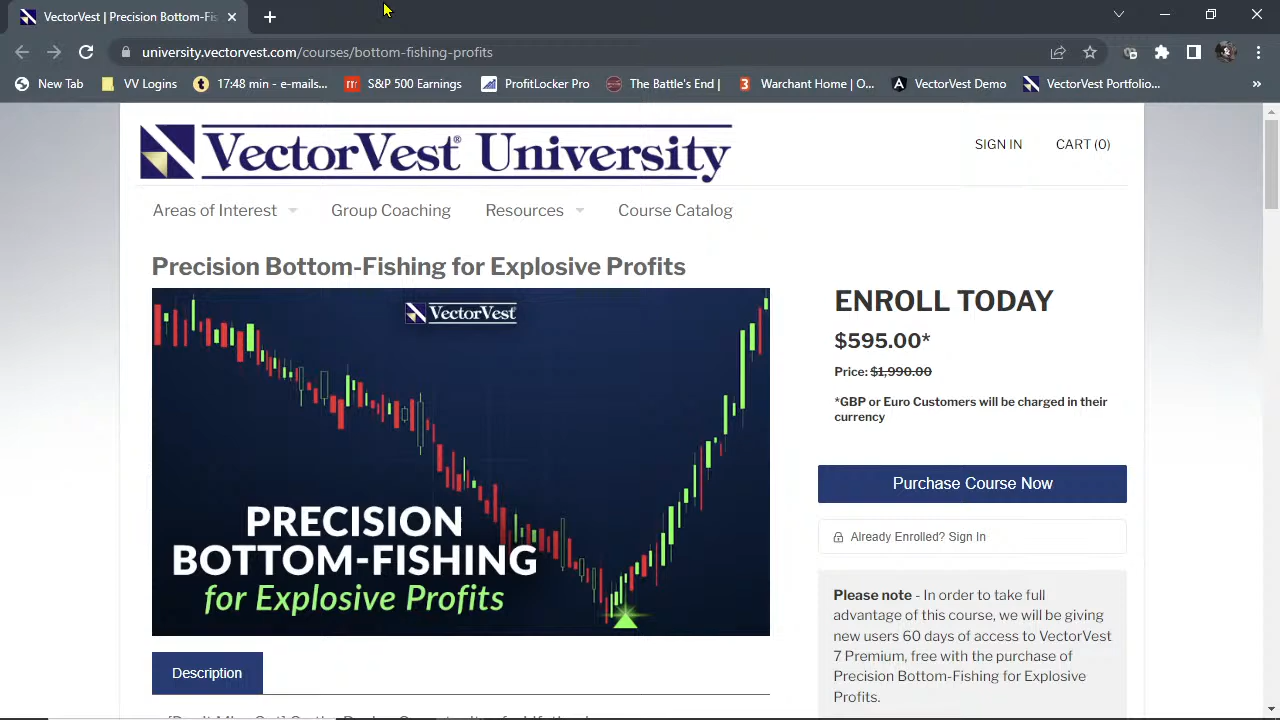 VectorVest | Precision Bottom-Fis
university.vectorvest.com/courses/bottom-fishing-profits
New Tab
VV Logins
17:48 min - e-mails...
S&P 500 Earnings
ProfitLocker Pro
The Battle's End |
Warchant Home | O...
VectorVest Demo
VectorVest Portfolio...
»
VectorVest® University
SIGN IN
CART (0)
Areas of Interest
Group Coaching
Resources
Course Catalog
Precision Bottom-Fishing for Explosive Profits
VectorVest
PRECISION
BOTTOM-FISHING
for Explosive Profits
ENROLL TODAY
$595.00*
Price: $1,990.00
*GBP or Euro Customers will be charged in their
currency
Purchase Course Now
Already Enrolled? Sign In
Please note - In order to take full
advantage of this course, we will be giving
new users 60 days of access to VectorVest
7 Premium, free with the purchase of
Precision Bottom-Fishing for Explosive
Profits.
Description